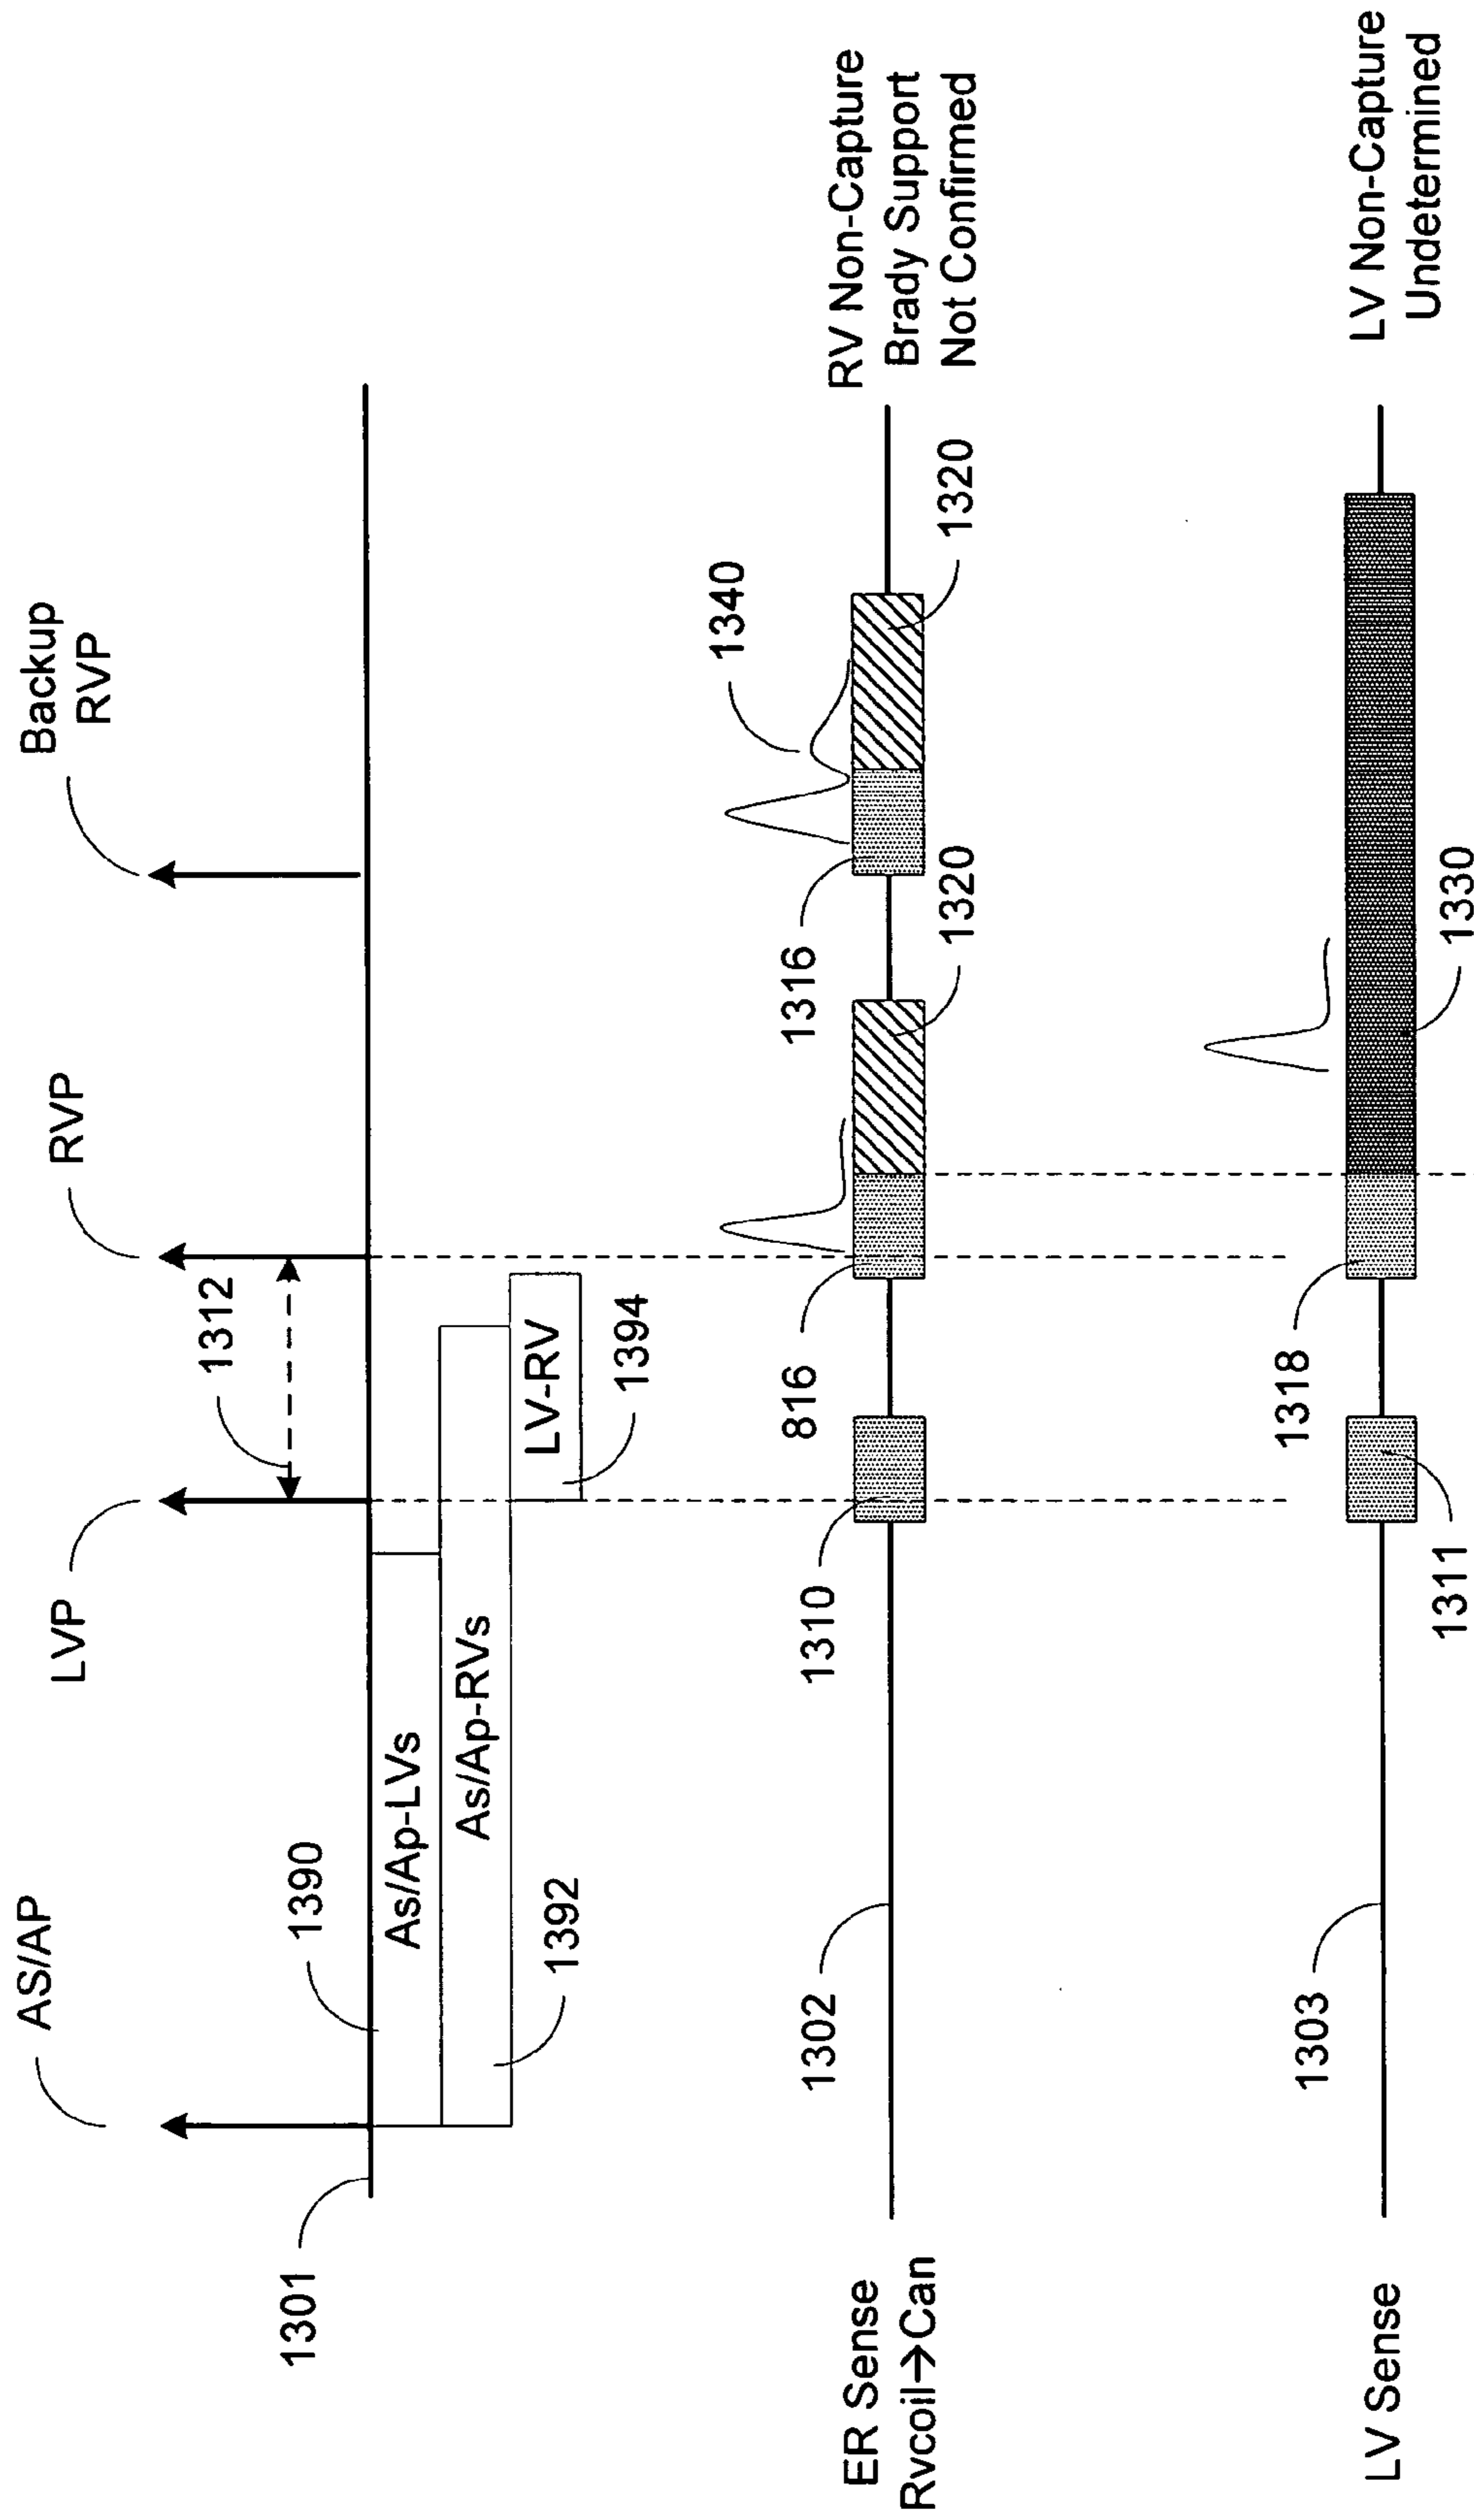 AS/AP
LVP
RVP
Backup
RVP
1312
1301
1390
As/Ap-LVs
As/Ap-RVs
LV-RV
1392
1394
1340
ER Sense
Rvcoil→Can
1302
1310
816
1316
1320
1320
RV Non-Capture
Brady Support
Not Confirmed
LV Sense
1303
1311
1318
1330
LV Non-Capture
Undetermined